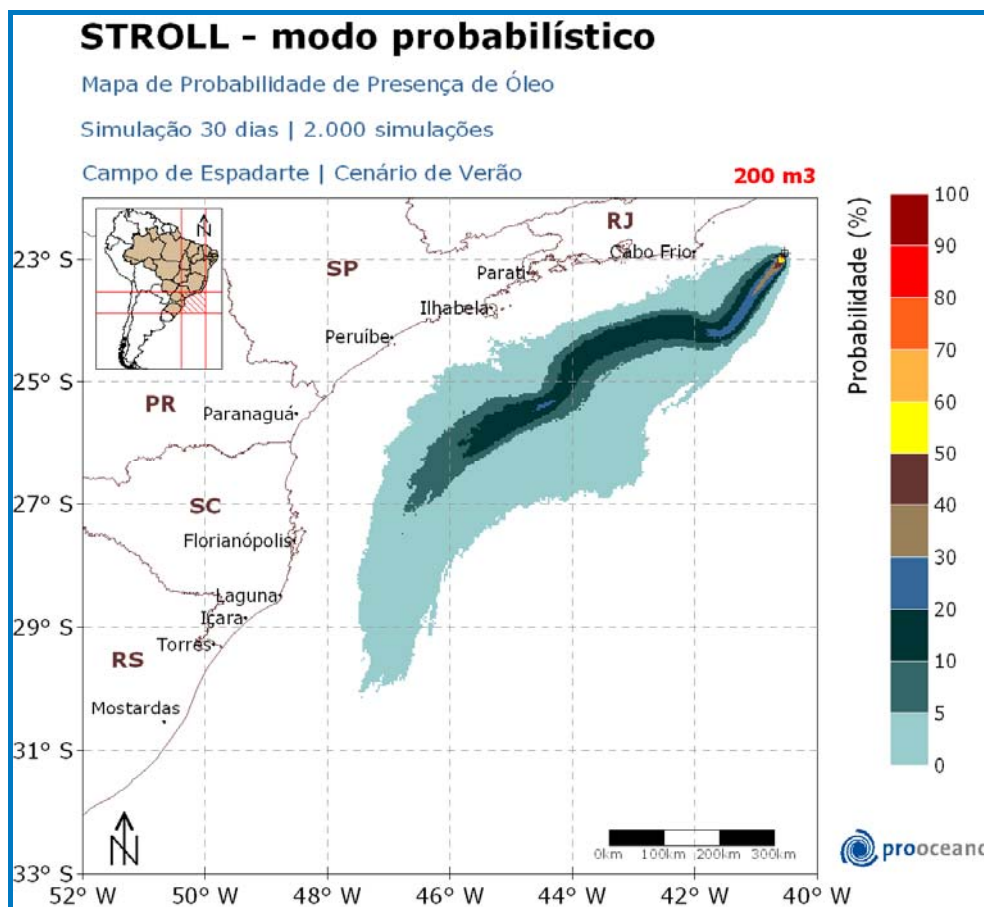 STROLL - modo probabilístico
Mapa de Probabilidade de Presença de Óleo
Simulação 30 dias | 2.000 simulações
Campo de Espadarte | Cenário de Verão
200 m3
N
RJ
SP
Cabo Frio
Parati
Ilhabela
Peruíbe
PR
Paranaguá
SC
Florianópolis
Laguna
Içara
Torres
RS
Mostardas
23° S
25° S
27° S
29° S
31° S
33° S
52 W
50° W
48° W
46° W
44° W
42° W
40° W
N
0km
100km
200km
300km
Probabilidade (%)
100
90
80
70
60
50
40
30
20
10
5
0
prooceano